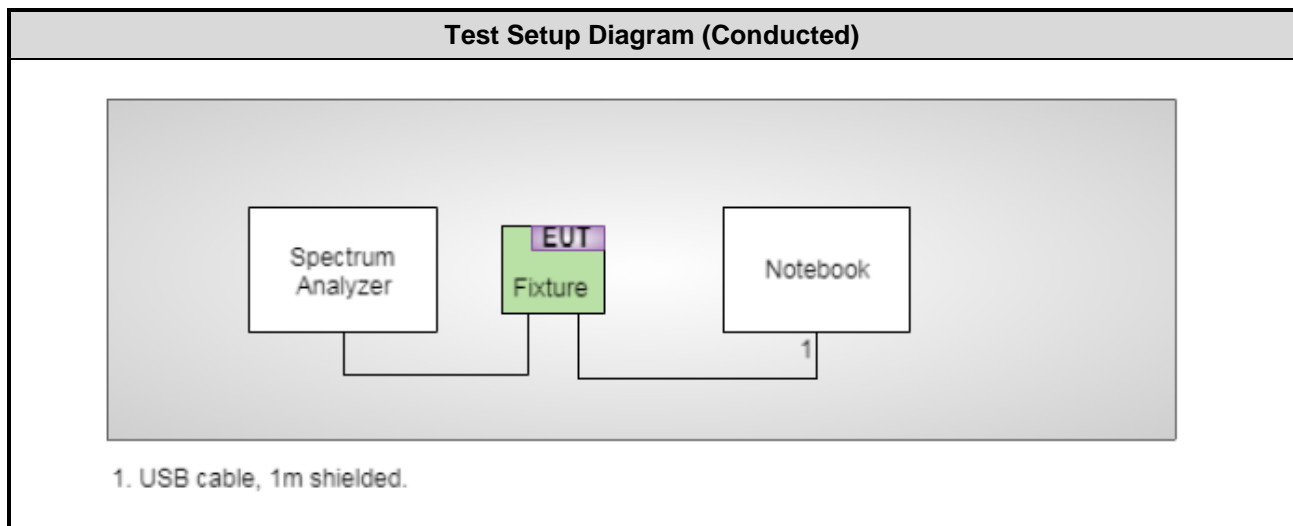 Test Setup Diagram (Conducted)
Spectrum
Analyzer
EUT
Fixture
Notebook
1
1. USB cable, 1m shielded.